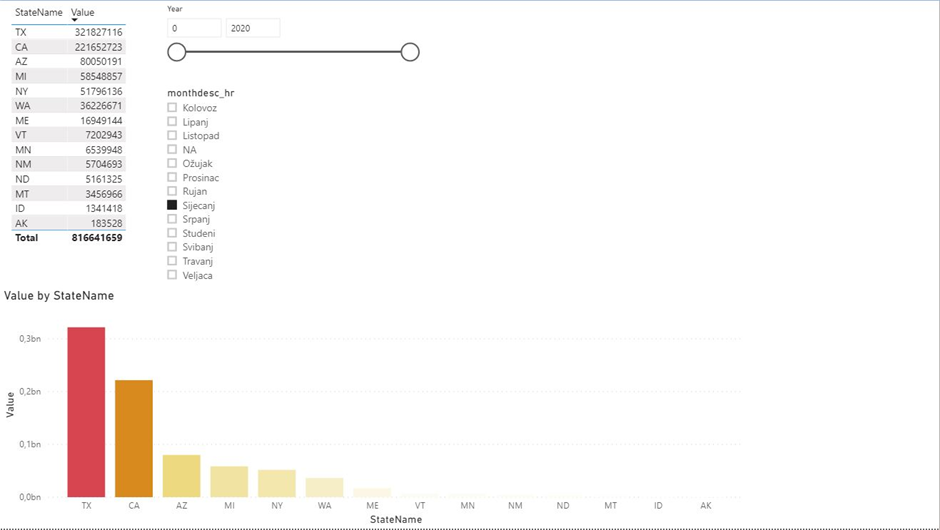 StateName Value
TX 321827116
CA 221652723
AZ 80050191
MI 58548857
NY 51796136
WA 36226671
ME 16949144
VT 7202943
MN 6539948
NM 5704693
ND 5161325
MT 3456966
ID 1341418
AK 183528
Total 816641659
Year
0 2020
monthdesc_hr
Kolovoz
Lipanj
Listopad
NA
Ožujak
Prosinac
Rujan
Sijecanj
Srpanj
Studeni
Svibanj
Travanj
Veljaca
Value by StateName
Value
0,3bn
0,2bn
0,1bn
0,0bn
TX CA AZ MI NY WA ME VT MN NM ND MT ID AK
StateName